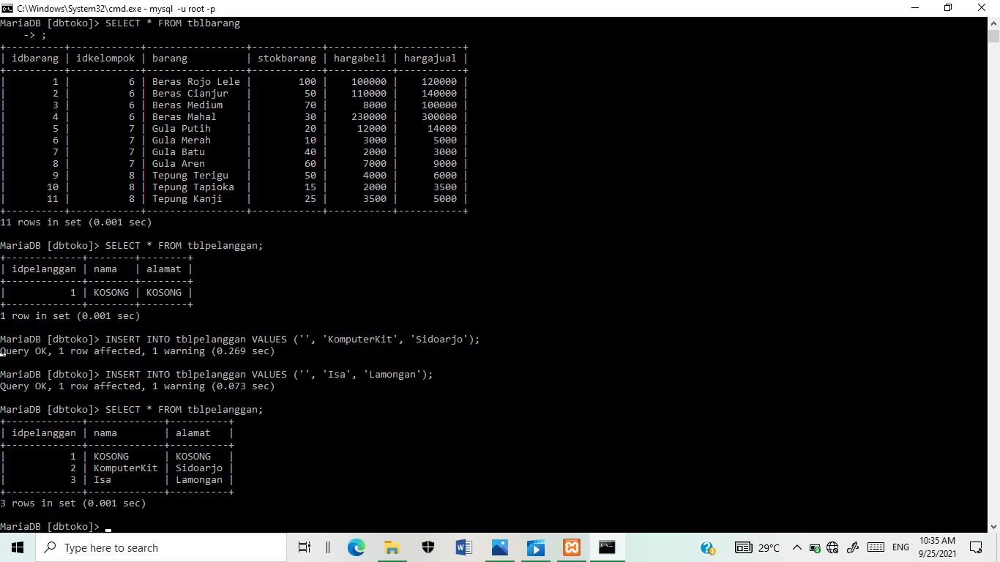 C:\Windows\System32\cmd.exe - mysql  -u root -p
MariaDB [dbtoko]> SELECT * FROM tblbarang
    -> ;
+----------+------------+-----------------+------------+-----------+-----------+
| idbarang | idkelompok | barang          | stokbarang | hargabeli | hargajual |
+----------+------------+-----------------+------------+-----------+-----------+
|        1 |          6 | Beras Rojo Lele |        100 |    100000 |    120000 |
|        2 |          6 | Beras Cianjur   |         50 |    110000 |    140000 |
|        3 |          6 | Beras Medium    |         70 |      8000 |    100000 |
|        4 |          6 | Beras Mahal     |         30 |    230000 |    300000 |
|        5 |          7 | Gula Putih      |         20 |     12000 |     14000 |
|        6 |          7 | Gula Merah      |         10 |      3000 |      5000 |
|        7 |          7 | Gula Batu       |         40 |      2000 |      3000 |
|        8 |          7 | Gula Aren       |         60 |      7000 |      9000 |
|        9 |          8 | Tepung Terigu   |         50 |      4000 |      6000 |
|       10 |          8 | Tepung Tapioka  |         15 |      2000 |      3500 |
|       11 |          8 | Tepung Kanji    |         25 |      3500 |      5000 |
+----------+------------+-----------------+------------+-----------+-----------+
11 rows in set (0.001 sec)
MariaDB [dbtoko]> SELECT * FROM tblpelanggan;
+-------------+--------+--------+
| idpelanggan | nama   | alamat |
+-------------+--------+--------+
|           1 | KOSONG | KOSONG |
+-------------+--------+--------+
1 row in set (0.001 sec)
MariaDB [dbtoko]> INSERT INTO tblpelanggan VALUES ('', 'KomputerKit', 'Sidoarjo');
Query OK, 1 row affected, 1 warning (0.269 sec)
MariaDB [dbtoko]> INSERT INTO tblpelanggan VALUES ('', 'Isa', 'Lamongan');
Query OK, 1 row affected, 1 warning (0.073 sec)
MariaDB [dbtoko]> SELECT * FROM tblpelanggan;
+-------------+-------------+----------+
| idpelanggan | nama        | alamat   |
+-------------+-------------+----------+
|           1 | KOSONG      | KOSONG   |
|           2 | KomputerKit | Sidoarjo |
|           3 | Isa         | Lamongan |
+-------------+-------------+----------+
3 rows in set (0.001 sec)
MariaDB [dbtoko]>
Type here to search
29°C
ENG
10:35 AM
9/25/2021